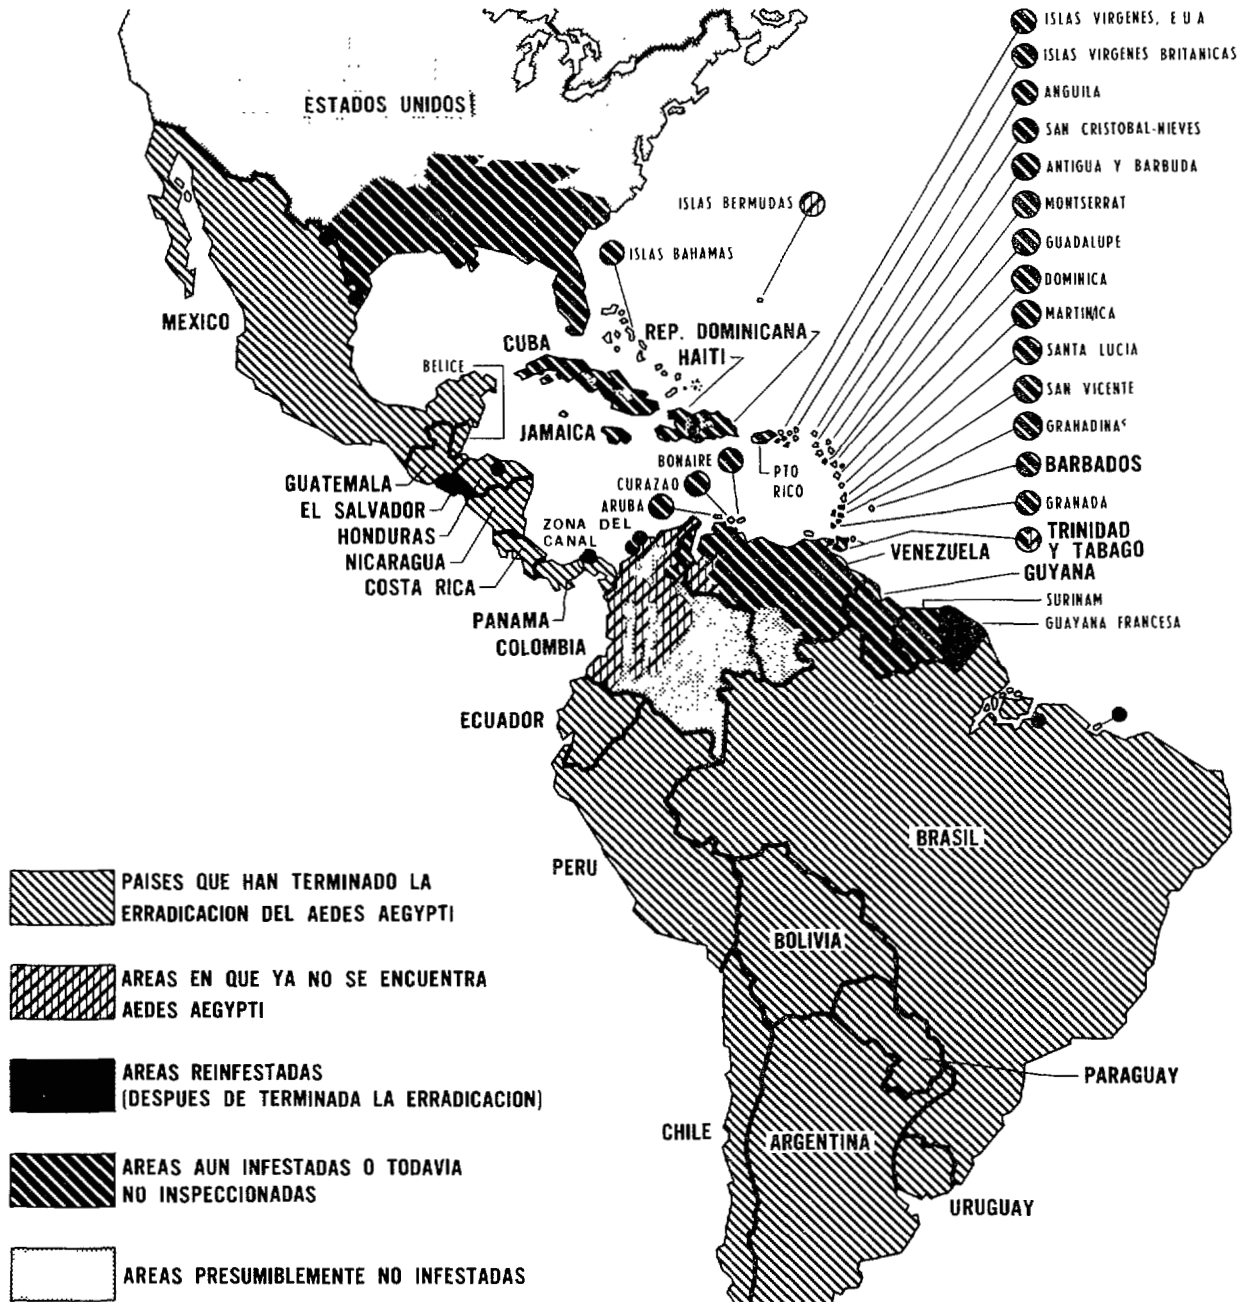 ISLAS VIRGENES, E U A
ISLAS VIRGENES BRITANICAS
ANGUILA
SAN CRISTOBAL-NIEVES
ANTIGUA Y BARBUDA
MONTSERRAT
GUADALUPE
DOMINICA
MARTINICA
SANTA LUCIA
SAN VICENTE
GRANADINAS
BARBADOS
GRANADA
TRINIDAD
Y TABAGO
ESTADOS UNIDOS
ISLAS BERMUDAS
ISLAS BAHAMAS
MEXICO
CUBA
REP. DOMINICANA
HAITI
BELICE
JAMAICA
BONAIRE
PTO
RICO
CURAZAO
ARUBA
GUATEMALA
EL SALVADOR
HONDURAS
NICARAGUA
COSTA RICA
ZONA DEL
CANAL
PANAMA
COLOMBIA
VENEZUELA
GUYANA
SURINAM
GUAYANA FRANCESA
ECUADOR
PERU
BRASIL
BOLIVIA
PARAGUAY
CHILE
ARGENTINA
URUGUAY
PAISES QUE HAN TERMINADO LA
ERRADICACION DEL AEDES AEGYPTI
AREAS EN QUE YA NO SE ENCUENTRA
AEDES AEGYPTI
AREAS REINFESTADAS
(DESPUES DE TERMINADA LA ERRADICACION)
AREAS AUN INFESTADAS O TODAVIA
NO INSPECCIONADAS
AREAS PRESUMIBLEMENTE NO INFESTADAS